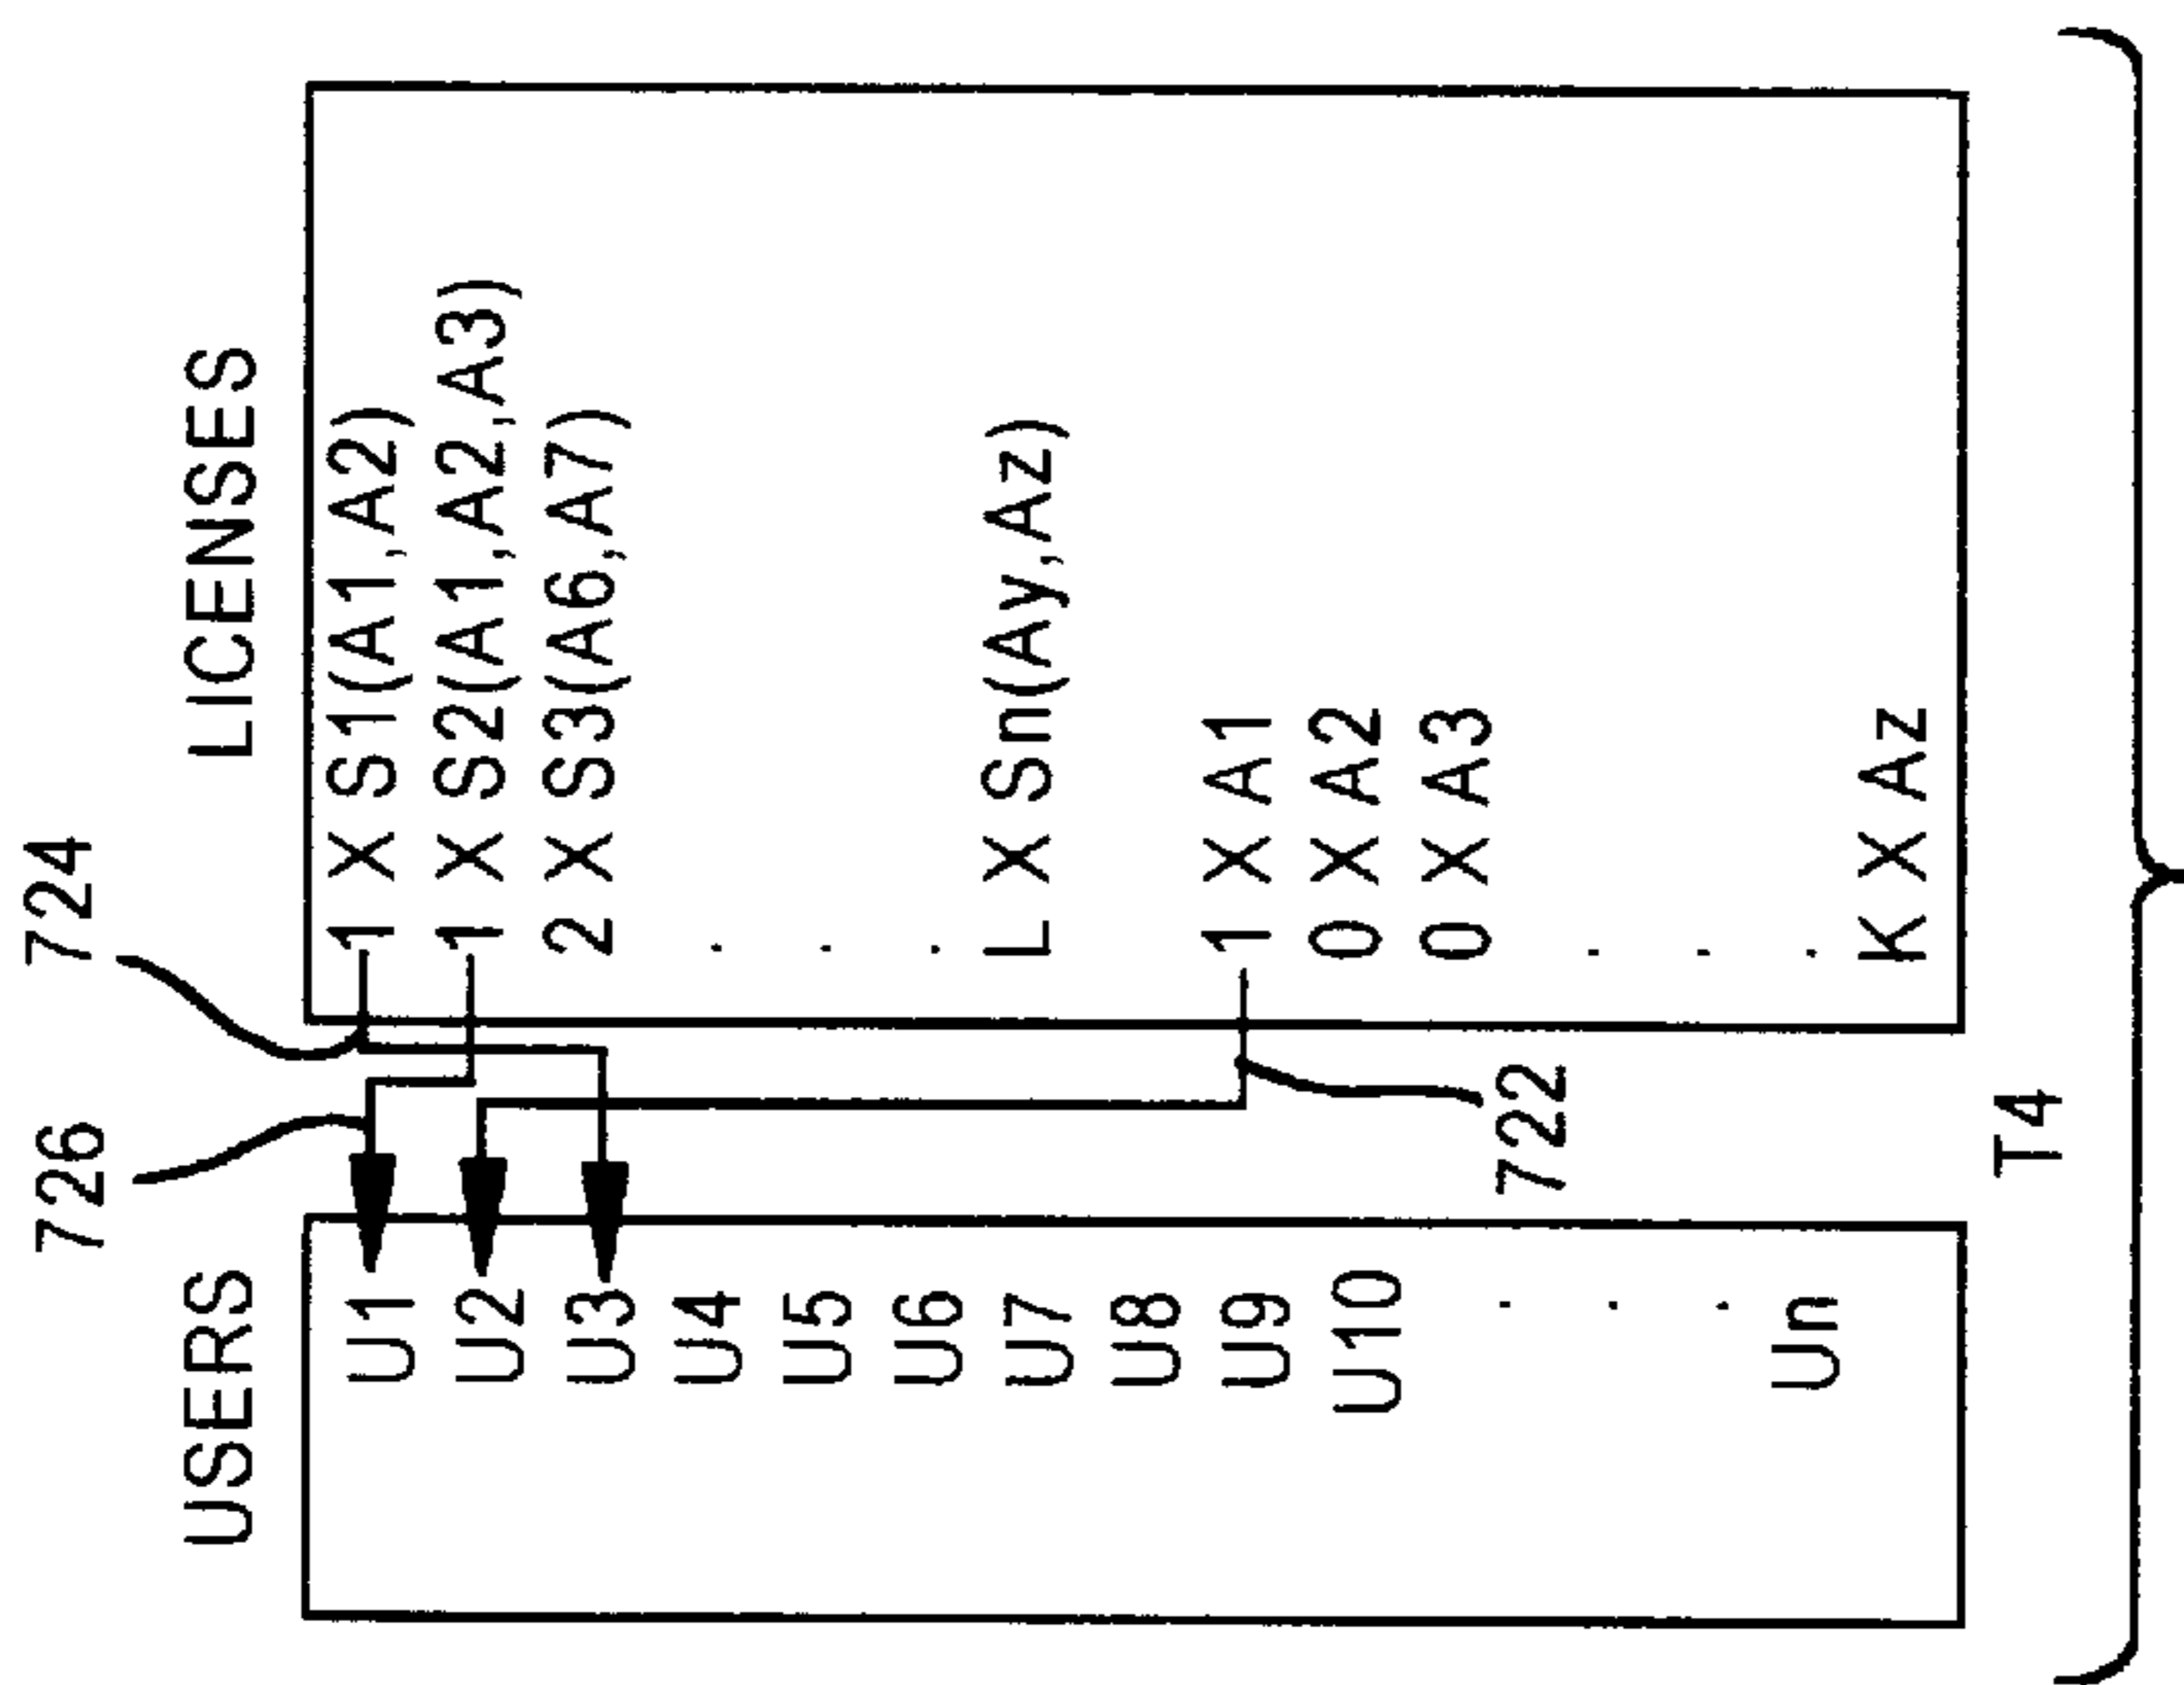 724
726
USERS
LICENSES
U1
U2
U3
U4
U5
U6
U7
U8
U9
U10
.
.
.
Un
1 X S1(A1,A2)
1 X S2(A1,A2,A3)
2 X S3(A6,A7)
.
.
.
L X Sn(Ay,Az)
1 X A1
0 X A2
0 X A3
.
.
.
K X Az
722
T4